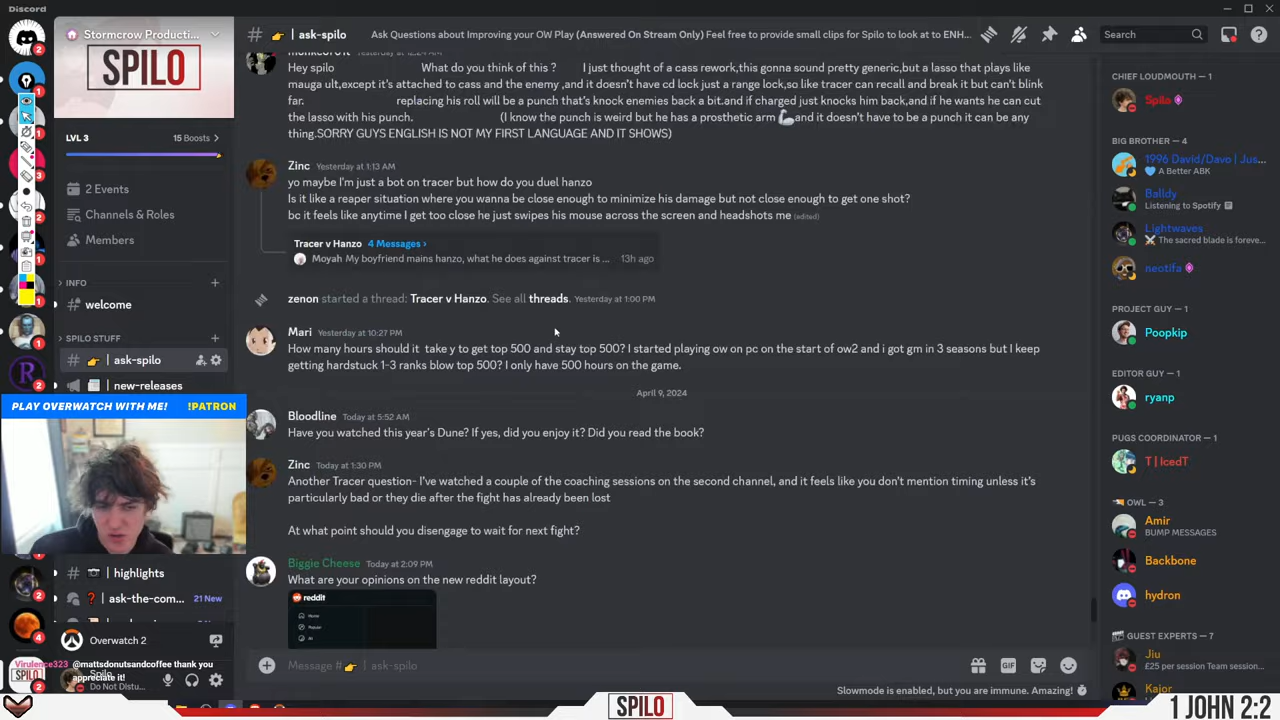 Discord
Stormcrow Producti...
SPILO
LVL 3
15 Boosts
2 Events
Channels & Roles
Members
INFO
welcome
SPILO STUFF
ask-spilo
new-releases
PLAY OVERWATCH WITH ME!
!PATRON
highlights
ask-the-com...
21 New
Overwatch 2
Virulence323 @mattsdonutsandcoffee thank you
appreciate it!
Do Not Distu...
ask-spilo
Ask Questions about Improving your OW Play (Answered On Stream Only) Feel free to provide small clips for Spilo to look at to ENH...
Search
Hey spilo What do you think of this ? I just thought of a cass rework,this gonna sound pretty generic,but a lasso that plays like
mauga ult,except it's attached to cass and the enemy ,and it doesn't have cd lock just a range lock,so like tracer can recall and break it but can't blink
far. replacing his roll will be a punch that's knock enemies back a bit.and if charged just knocks him back,and if he wants he can cut
the lasso with his punch. (I know the punch is weird but he has a prosthetic arm 🦾and it doesn't have to be a punch it can be any
thing.SORRY GUYS ENGLISH IS NOT MY FIRST LANGUAGE AND IT SHOWS)
Zinc Yesterday at 1:13 AM
yo maybe I'm just a bot on tracer but how do you duel hanzo
Is it like a reaper situation where you wanna be close enough to minimize his damage but not close enough to get one shot?
bc it feels like anytime I get too close he just swipes his mouse across the screen and headshots me (edited)
Tracer v Hanzo 4 Messages ›
Moyah My boyfriend mains hanzo, what he does against tracer is ... 13h ago
zenon started a thread: Tracer v Hanzo. See all threads. Yesterday at 1:00 PM
Mari Yesterday at 10:27 PM
How many hours should it take y to get top 500 and stay top 500? I started playing ow on pc on the start of ow2 and i got gm in 3 seasons but I keep
getting hardstuck 1-3 ranks blow top 500? I only have 500 hours on the game.
April 9, 2024
Bloodline Today at 5:52 AM
Have you watched this year's Dune? If yes, did you enjoy it? Did you read the book?
Zinc Today at 1:30 PM
Another Tracer question- I've watched a couple of the coaching sessions on the second channel, and it feels like you don't mention timing unless it's
particularly bad or they die after the fight has already been lost
At what point should you disengage to wait for next fight?
Biggie Cheese Today at 2:09 PM
What are your opinions on the new reddit layout?
reddit
Home
Popular
All
Message # 👉 | ask-spilo
GIF
Slowmode is enabled, but you are immune. Amazing!
CHIEF LOUDMOUTH — 1
Spilo
BIG BROTHER — 4
1996 David/Davo | Jus...
A Better ABK
Balldy
Listening to Spotify
Lightwaves
The sacred blade is foreve...
neotifa
PROJECT GUY — 1
Poopkip
EDITOR GUY — 1
ryanp
PUGS COORDINATOR — 1
T | IcedT
OWL — 3
Amir
BUMP MESSAGES
Backbone
hydron
GUEST EXPERTS — 7
Jiu
£25 per session Team session...
Kajor
SPILO
1 JOHN 2:2